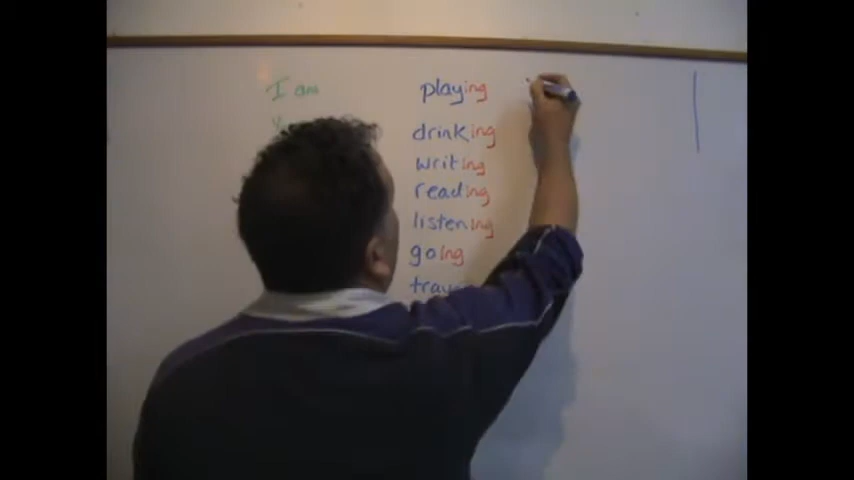 I am playing
drinking
writing
reading
listening
going